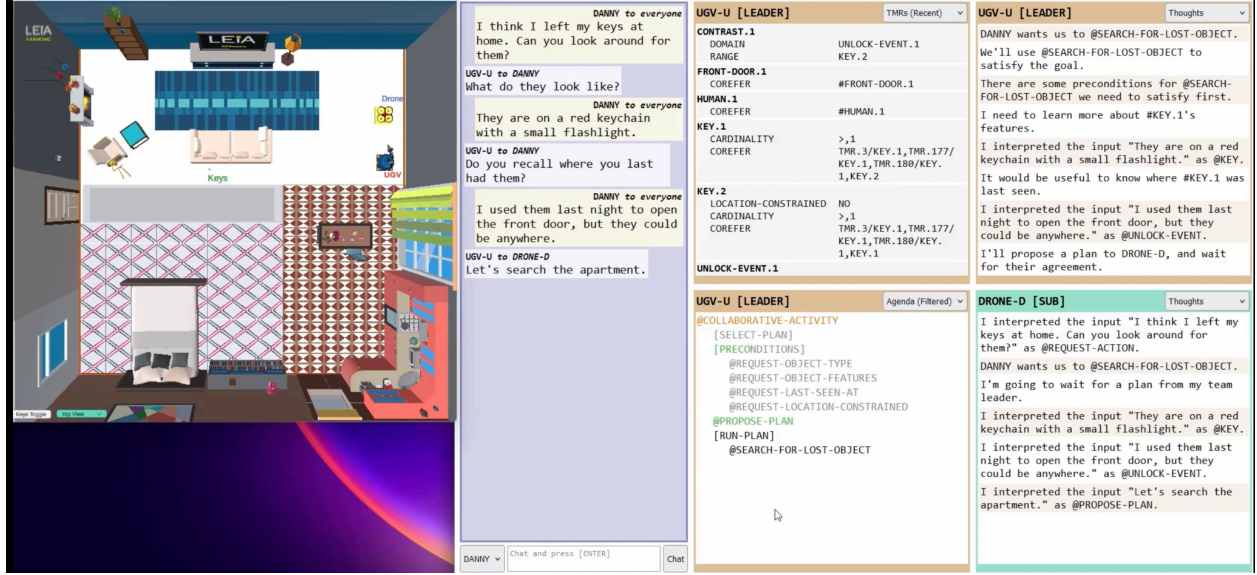 LEIA
HARMONIC
LEIA
Drone
UGV
Keys
Keys Toggle
Top View
DANNY to everyone
I think I left my keys at
home. Can you look around for
them?
UGV-U to DANNY
What do they look like?
DANNY to everyone
They are on a red keychain
with a small flashlight.
UGV-U to DANNY
Do you recall where you last
had them?
DANNY to everyone
I used them last night to open
the front door, but they could
be anywhere.
UGV-U to DRONE-D
Let's search the apartment.
DANNY
Chat and press [ENTER]
Chat
UGV-U [LEADER]
TMRs (Recent)
CONTRAST.1
DOMAIN UNLOCK-EVENT.1
RANGE KEY.2
FRONT-DOOR.1
COREFER #FRONT-DOOR.1
HUMAN.1
COREFER #HUMAN.1
KEY.1
CARDINALITY >,1
COREFER TMR.3/KEY.1,TMR.177/
KEY.1,TMR.180/KEY.
1,KEY.2
KEY.2
LOCATION-CONSTRAINED NO
CARDINALITY >,1
COREFER TMR.3/KEY.1,TMR.177/
KEY.1,TMR.180/KEY.
1,KEY.1
UNLOCK-EVENT.1
UGV-U [LEADER]
Thoughts
DANNY wants us to @SEARCH-FOR-LOST-OBJECT.
We'll use @SEARCH-FOR-LOST-OBJECT to
satisfy the goal.
There are some preconditions for @SEARCH-
FOR-LOST-OBJECT we need to satisfy first.
I need to learn more about #KEY.1's
features.
I interpreted the input "They are on a red
keychain with a small flashlight." as @KEY.
It would be useful to know where #KEY.1 was
last seen.
I interpreted the input "I used them last
night to open the front door, but they
could be anywhere." as @UNLOCK-EVENT.
I'll propose a plan to DRONE-D, and wait
for their agreement.
UGV-U [LEADER]
Agenda (Filtered)
@COLLABORATIVE-ACTIVITY
[SELECT-PLAN]
[PRECONDITIONS]
@REQUEST-OBJECT-TYPE
@REQUEST-OBJECT-FEATURES
@REQUEST-LAST-SEEN-AT
@REQUEST-LOCATION-CONSTRAINED
@PROPOSE-PLAN
[RUN-PLAN]
@SEARCH-FOR-LOST-OBJECT
DRONE-D [SUB]
Thoughts
I interpreted the input "I think I left my
keys at home. Can you look around for
them?" as @REQUEST-ACTION.
DANNY wants us to @SEARCH-FOR-LOST-OBJECT.
I'm going to wait for a plan from my team
leader.
I interpreted the input "They are on a red
keychain with a small flashlight." as @KEY.
I interpreted the input "I used them last
night to open the front door, but they
could be anywhere." as @UNLOCK-EVENT.
I interpreted the input "Let's search the
apartment." as @PROPOSE-PLAN.